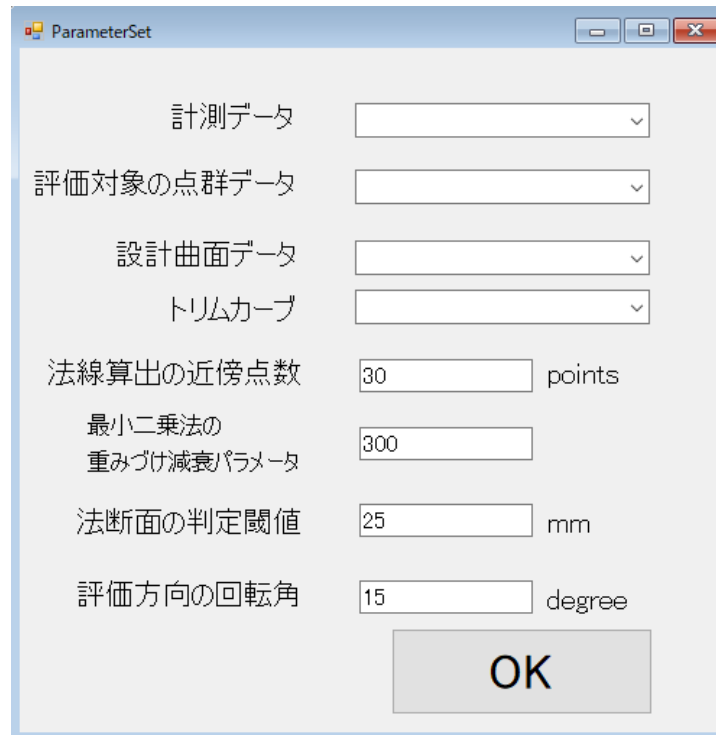 ParameterSet
計測データ
評価対象の点群データ
設計曲面データ
トリムカーブ
法線算出の近傍点数 30 points
最小二乗法の
重みづけ減衰パラメータ 300
法断面の判定閾値 25 mm
評価方向の回転角 15 degree
OK